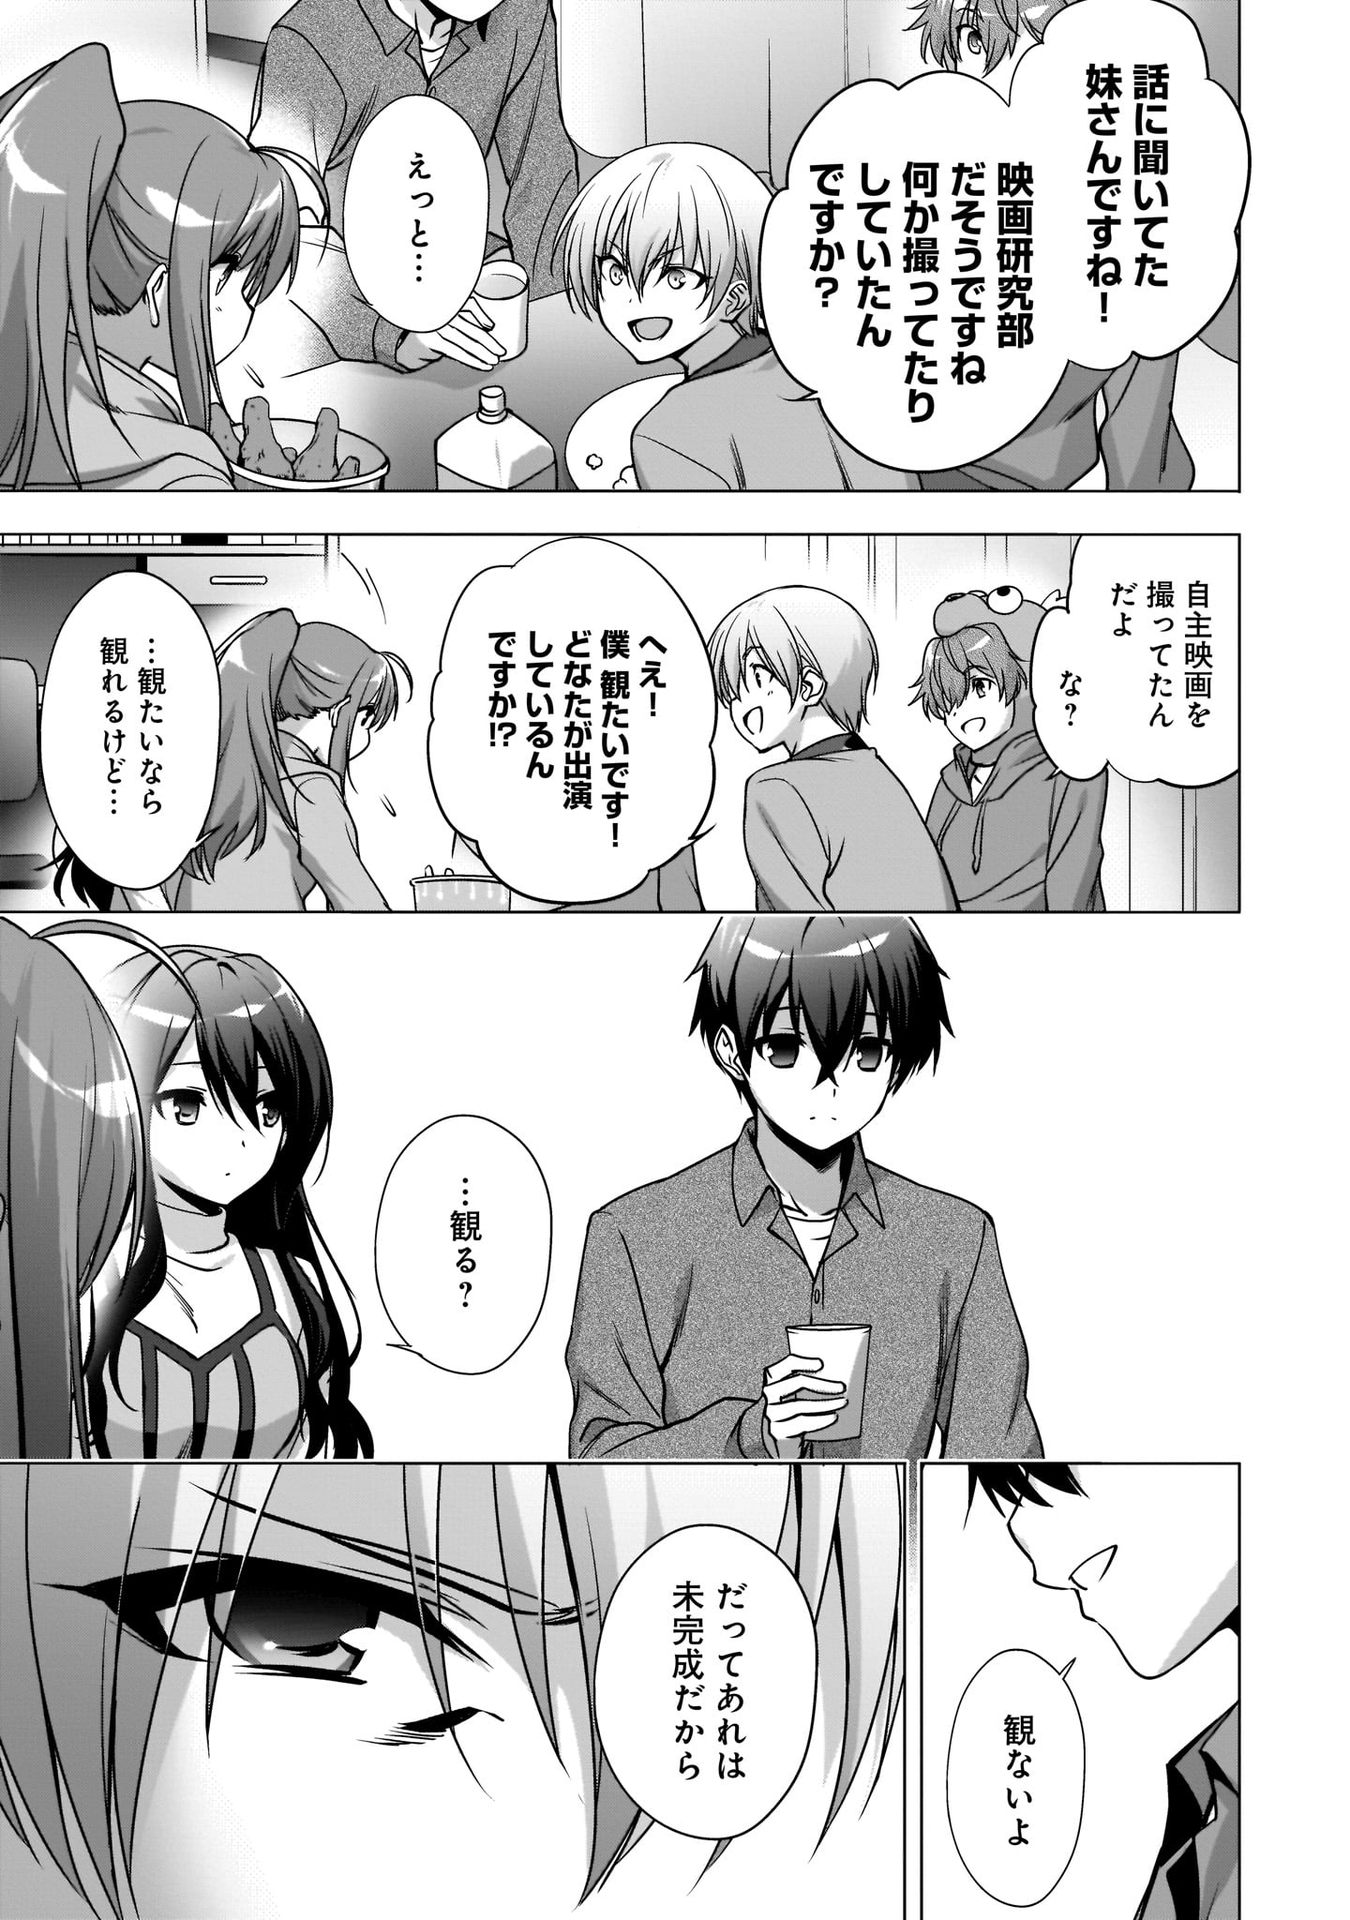 話に聞いてた
妹さんですね！
映画研究部
だそうですね
何か撮ってたり
していたん
ですか？
えっと…
自主映画を
撮ってたん
だよ
な？
へえ！
僕 観たいです！
どなたが出演
しているん
ですか!?
…観たいなら
観れるけど…
…観る？
観ないよ
だってあれは
未完成だから